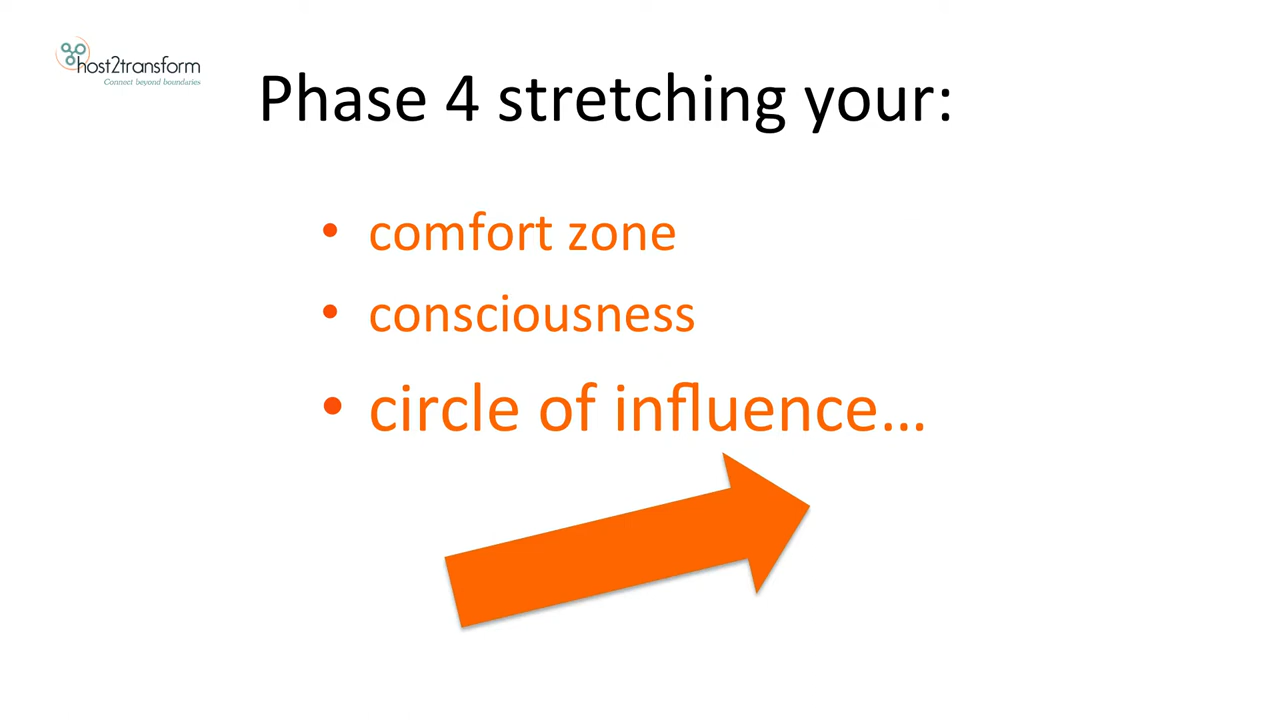 host2transform
Connect beyond boundaries
Phase 4 stretching your:
• comfort zone
• consciousness
• circle of influence...